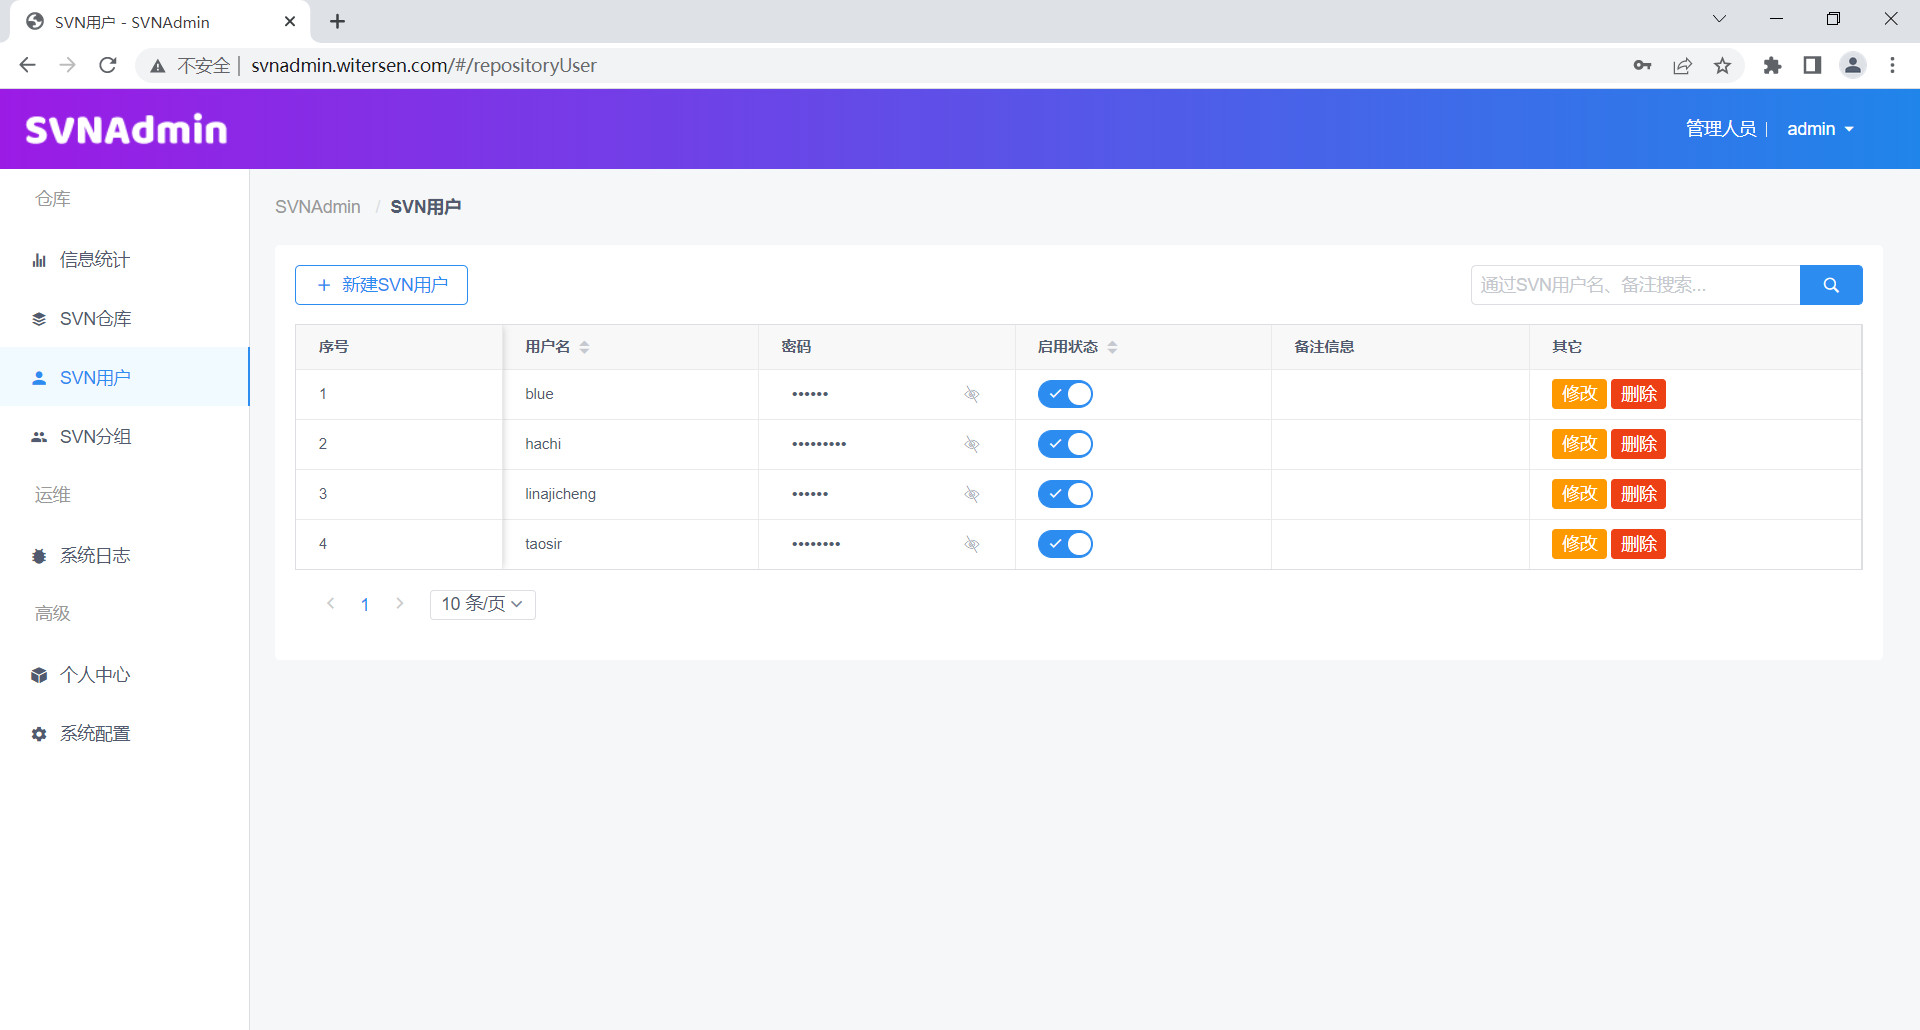 SVN用户 - SVNAdmin
不安全 | svnadmin.witersen.com/#/repositoryUser
SVNAdmin
管理人员 | admin
仓库
信息统计
SVN仓库
SVN用户
SVN分组
运维
系统日志
高级
个人中心
系统配置
SVNAdmin / SVN用户
+ 新建SVN用户
通过SVN用户名、备注搜索...
序号 用户名 密码 启用状态 备注信息 其它
1 blue •••••• 修改 删除
2 hachi ••••••••• 修改 删除
3 linajicheng •••••• 修改 删除
4 taosir •••••••• 修改 删除
1 10 条/页